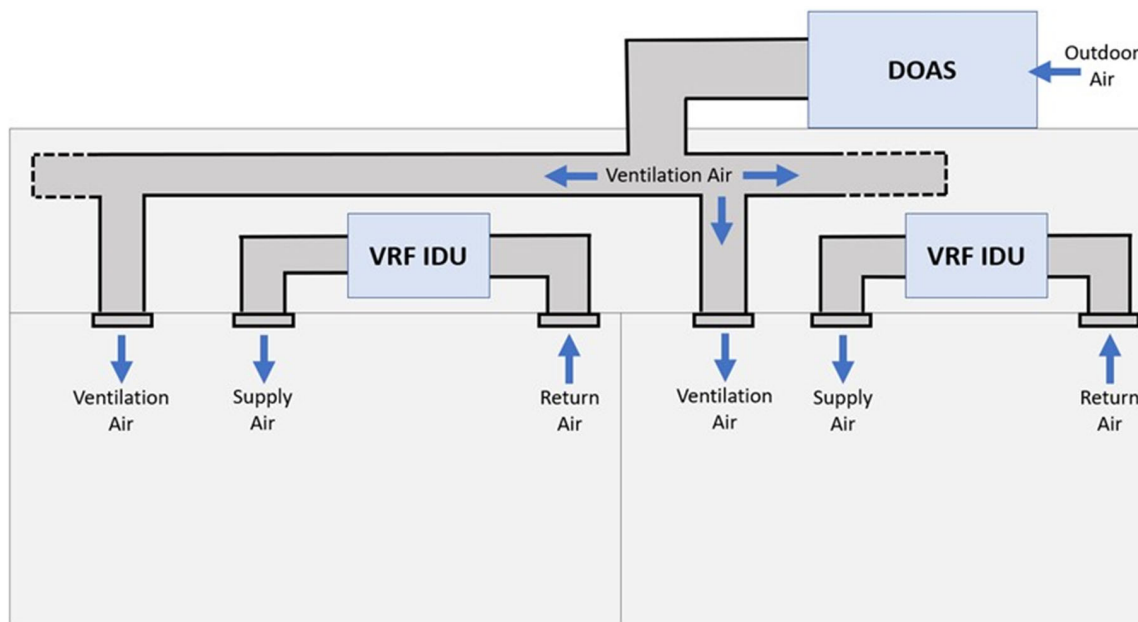 DOAS
Outdoor
Air
Ventilation Air
VRF IDU
VRF IDU
Ventilation
Air
Supply
Air
Return
Air
Ventilation
Air
Supply
Air
Return
Air